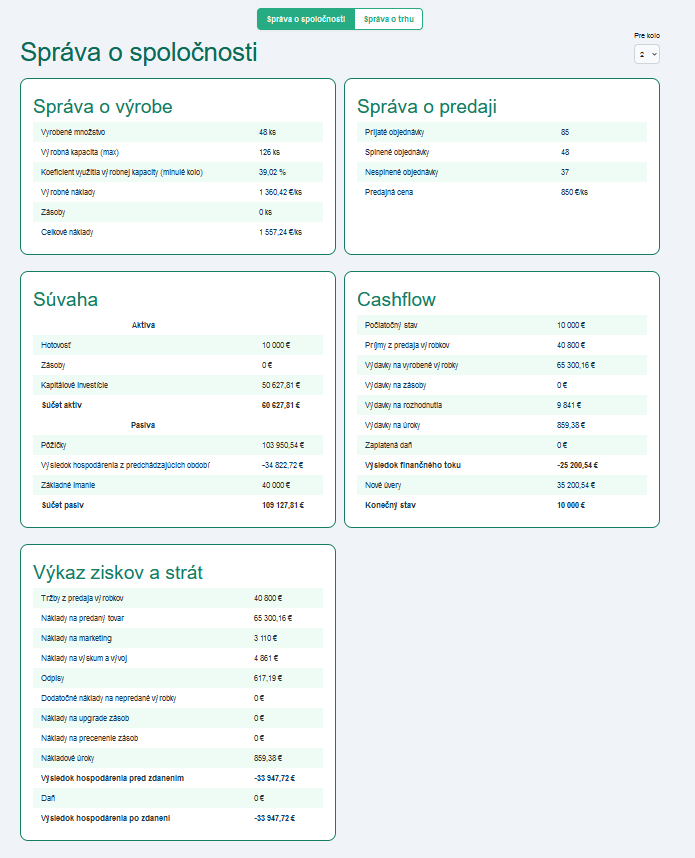 Správa o spoločnosti Správa o trhu
Pre kolo
Správa o spoločnosti
2
Správa o výrobe
Vyrobené množstvo 48 ks
Výrobná kapacita (max) 126 ks
Koeficient využitia výrobnej kapacity (minulé kolo) 39,02 %
Výrobné náklady 1 360,42 €/ks
Zásoby 0 ks
Celkové náklady 1 557,24 €/ks
Správa o predaji
Prijaté objednávky 85
Splnené objednávky 48
Nesplnené objednávky 37
Predajná cena 850 €/ks
Súvaha
Aktíva
Hotovosť 10 000 €
Zásoby 0 €
Kapitálové investície 50 627,81 €
Súčet aktív 60 627,81 €
Pasíva
Pôžičky 103 950,54 €
Výsledok hospodárenia z predchádzajúcich období -34 822,72 €
Základné imanie 40 000 €
Súčet pasív 109 127,81 €
Cashflow
Počiatočný stav 10 000 €
Príjmy z predaja výrobkov 40 800 €
Výdavky na vyrobené výrobky 65 300,16 €
Výdavky na zásoby 0 €
Výdavky na rozhodnutia 9 841 €
Výdavky na úroky 859,38 €
Zaplatená daň 0 €
Výsledok finančného toku -25 200,54 €
Nové úvery 35 200,54 €
Konečný stav 10 000 €
Výkaz ziskov a strát
Tržby z predaja výrobkov 40 800 €
Náklady na predaný tovar 65 300,16 €
Náklady na marketing 3 110 €
Náklady na výskum a vývoj 4 861 €
Odpisy 617,19 €
Dodatočné náklady na nepredané výrobky 0 €
Náklady na upgrade zásob 0 €
Náklady na precenenie zásob 0 €
Nákladové úroky 859,38 €
Výsledok hospodárenia pred zdanením -33 947,72 €
Daň 0 €
Výsledok hospodárenia po zdanení -33 947,72 €